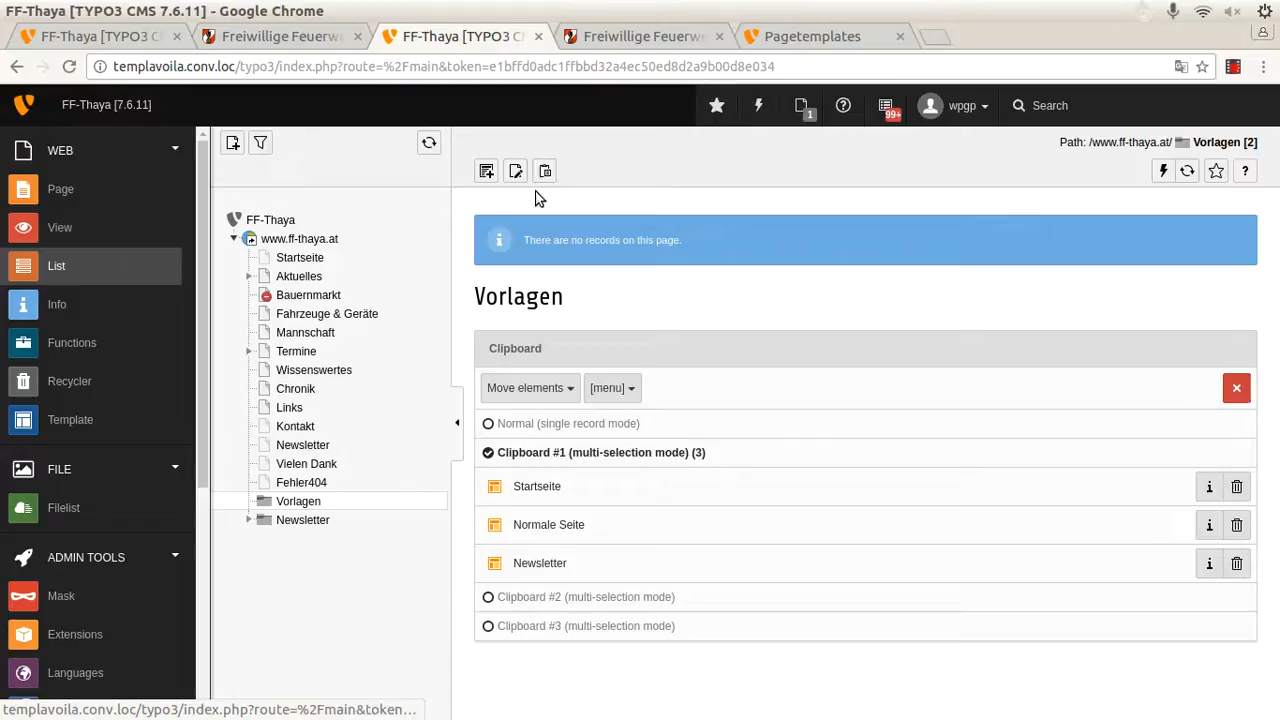 FF-Thaya [TYPO3 CMS 7.6.11] - Google Chrome
FF-Thaya [TYPO3 C
Freiwillige Feuerwe
FF-Thaya [TYPO3 C
Freiwillige Feuerwe
Pagetemplates
templavoila.conv.loc/typo3/index.php?route=%2Fmain&token=e1bffd0adc1ffbbd32a4ec50ed8d2a9b00d8e034
FF-Thaya [7.6.11]
1
99+
wpgp
Search
WEB
Page
View
List
Info
Functions
Recycler
Template
FILE
Filelist
ADMIN TOOLS
Mask
Extensions
Languages
FF-Thaya
www.ff-thaya.at
Startseite
Aktuelles
Bauernmarkt
Fahrzeuge & Geräte
Mannschaft
Termine
Wissenswertes
Chronik
Links
Kontakt
Newsletter
Vielen Dank
Fehler404
Vorlagen
Newsletter
Path: /www.ff-thaya.at/ Vorlagen [2]
There are no records on this page.
Vorlagen
Clipboard
Move elements
[menu]
Normal (single record mode)
Clipboard #1 (multi-selection mode) (3)
Startseite
Normale Seite
Newsletter
Clipboard #2 (multi-selection mode)
Clipboard #3 (multi-selection mode)
templavoila.conv.loc/typo3/index.php?route=%2Fmain&token...